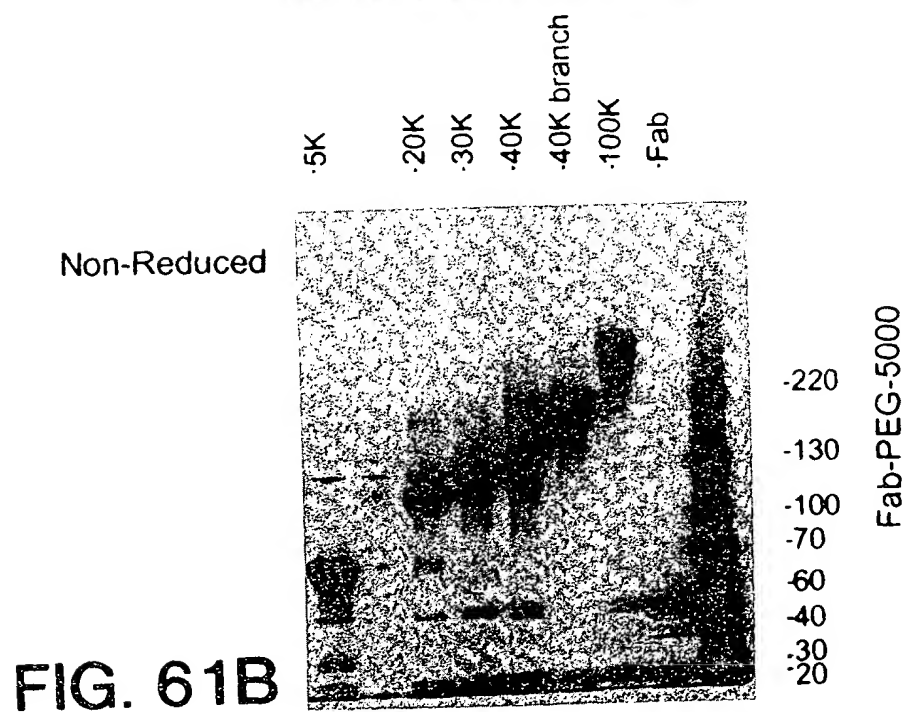 ·5K
·20K
·30K
·40K
·40K branch
·100K
·Fab
Non-Reduced
-220
-130
-100
-70
-60
-40
-30
-20
Fab-PEG-5000
FIG. 61B